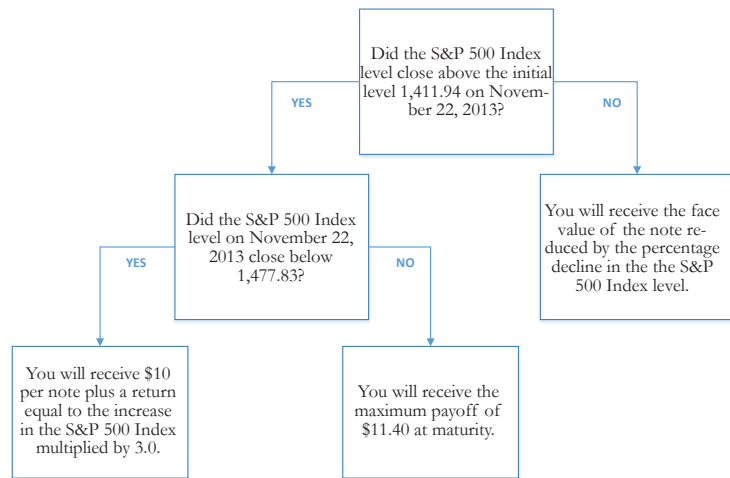 Did the S&P 500 Index
level close above the initial
level 1,411.94 on Novem-
ber 22, 2013?
YES
NO
Did the S&P 500 Index
level on November 22,
2013 close below
1,477.83?
You will receive the face
value of the note re-
duced by the percentage
decline in the the S&P
500 Index level.
YES
NO
You will receive $10
per note plus a return
equal to the increase
in the S&P 500 Index
multiplied by 3.0.
You will receive the
maximum payoff of
$11.40 at maturity.